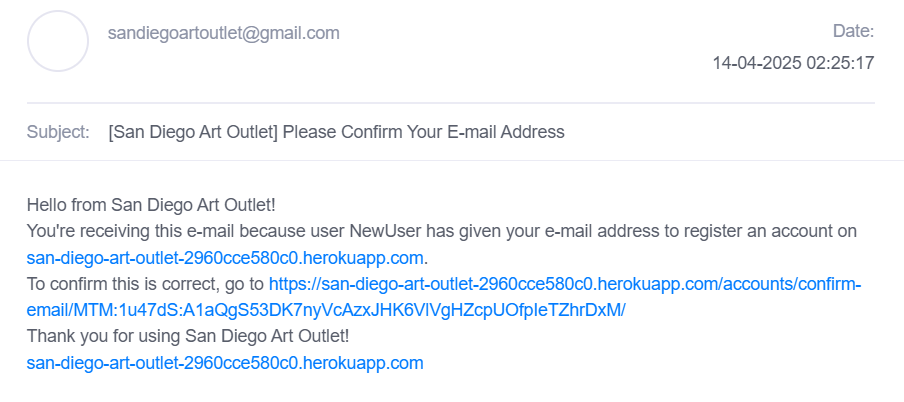 sandiegoartoutlet@gmail.com
Date:
14-04-2025 02:25:17
Subject: [San Diego Art Outlet] Please Confirm Your E-mail Address
Hello from San Diego Art Outlet!
You're receiving this e-mail because user NewUser has given your e-mail address to register an account on
san-diego-art-outlet-2960cce580c0.herokuapp.com.
To confirm this is correct, go to https://san-diego-art-outlet-2960cce580c0.herokuapp.com/accounts/confirm-
email/MTM:1u47dS:A1aQgS53DK7nyVcAzxJHK6VlVgHZcpUOfpIeTZhrDxM/
Thank you for using San Diego Art Outlet!
san-diego-art-outlet-2960cce580c0.herokuapp.com